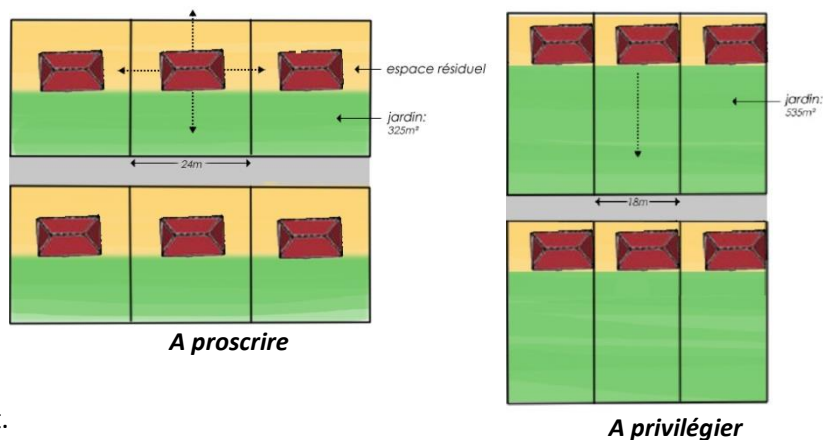 espace résiduel
jardin:
325m²
24m
A proscrire
jardin:
535m²
18m
A privilégier